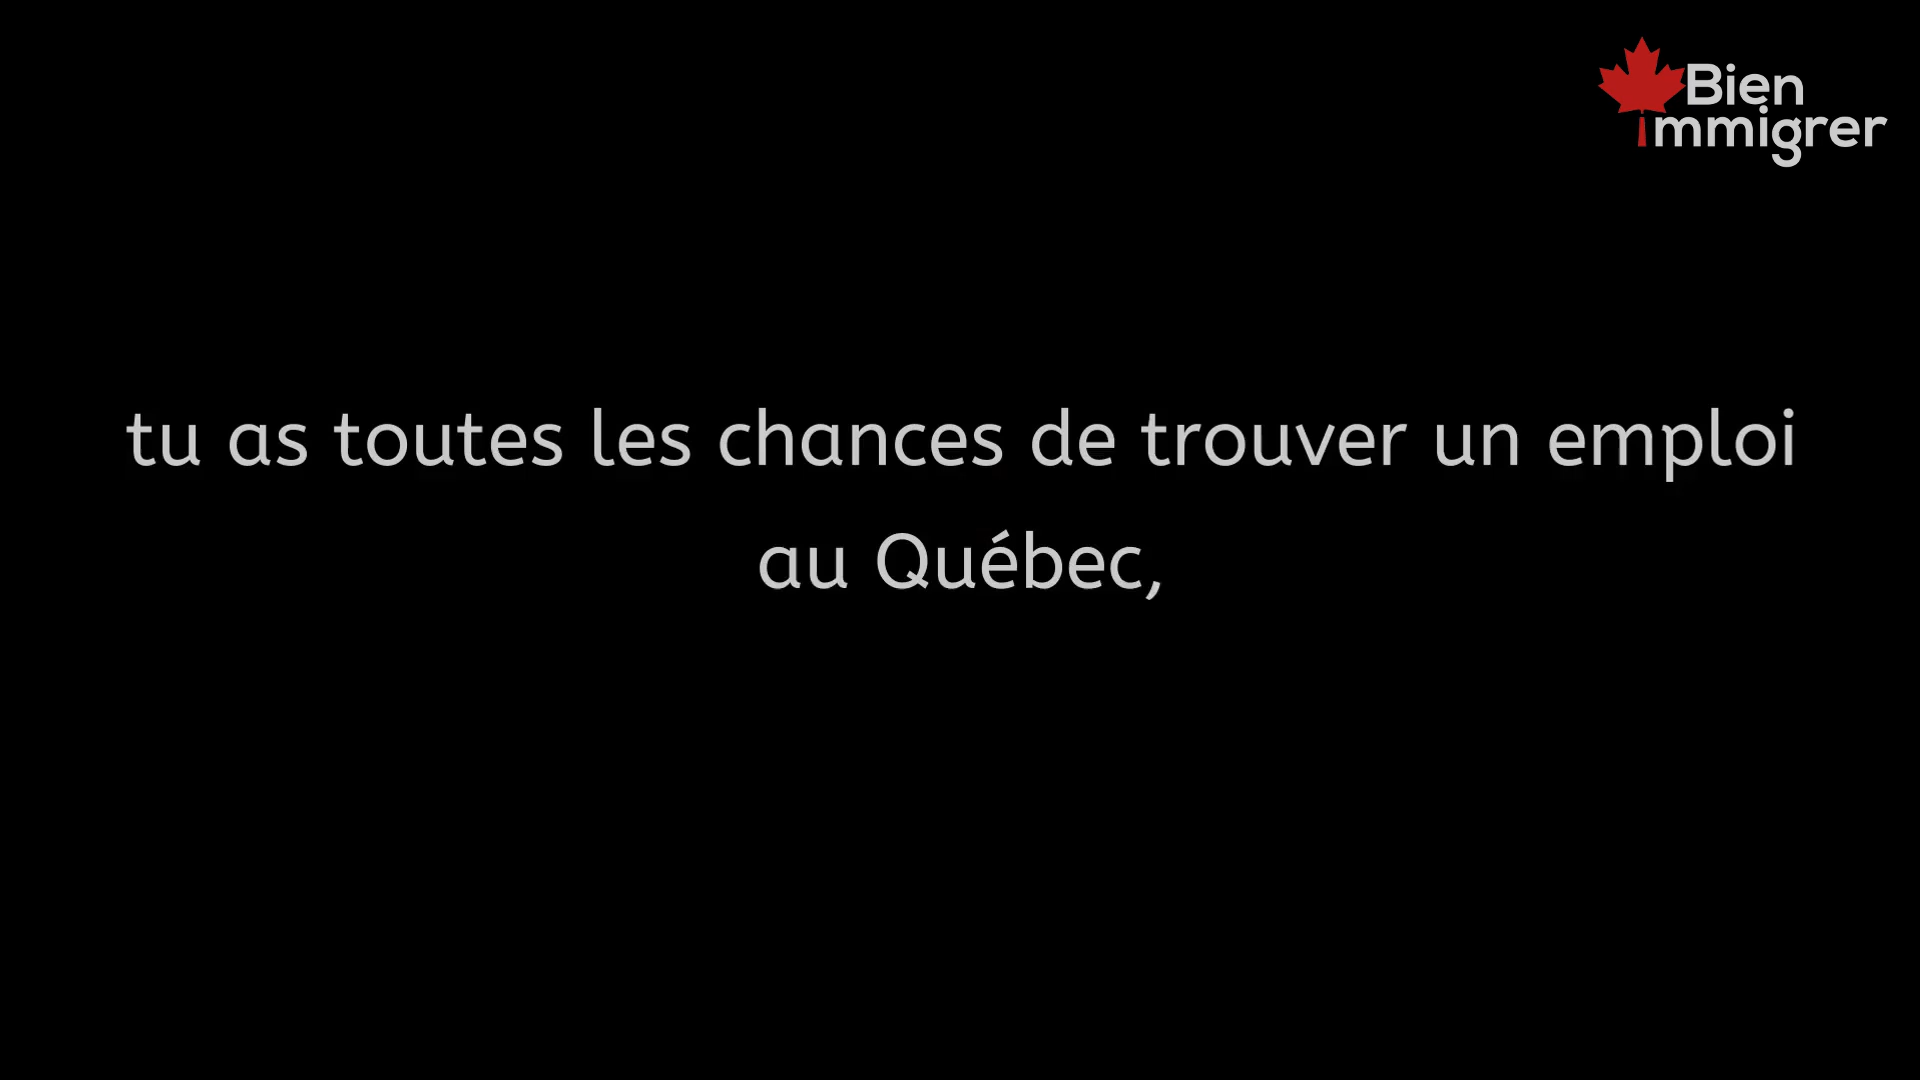 Bien
immigrer
tu as toutes les chances de trouver un emploi
au Québec,